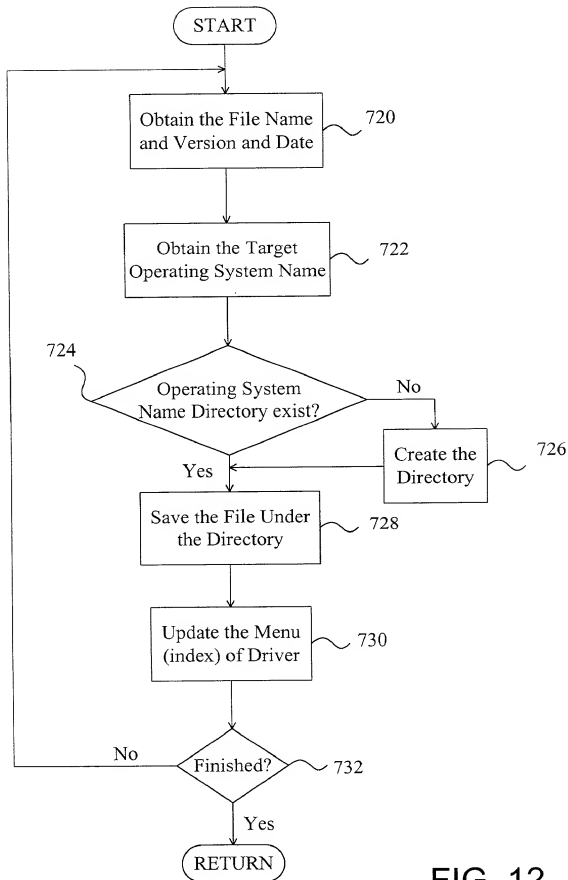 START
Obtain the File Name
and Version and Date
720
Obtain the Target
Operating System Name
722
724
Operating System
Name Directory exist?
No
Create the
Directory
726
Yes
Save the File Under
the Directory
728
Update the Menu
(index) of Driver
730
No
Finished?
732
Yes
RETURN
FIG. 12